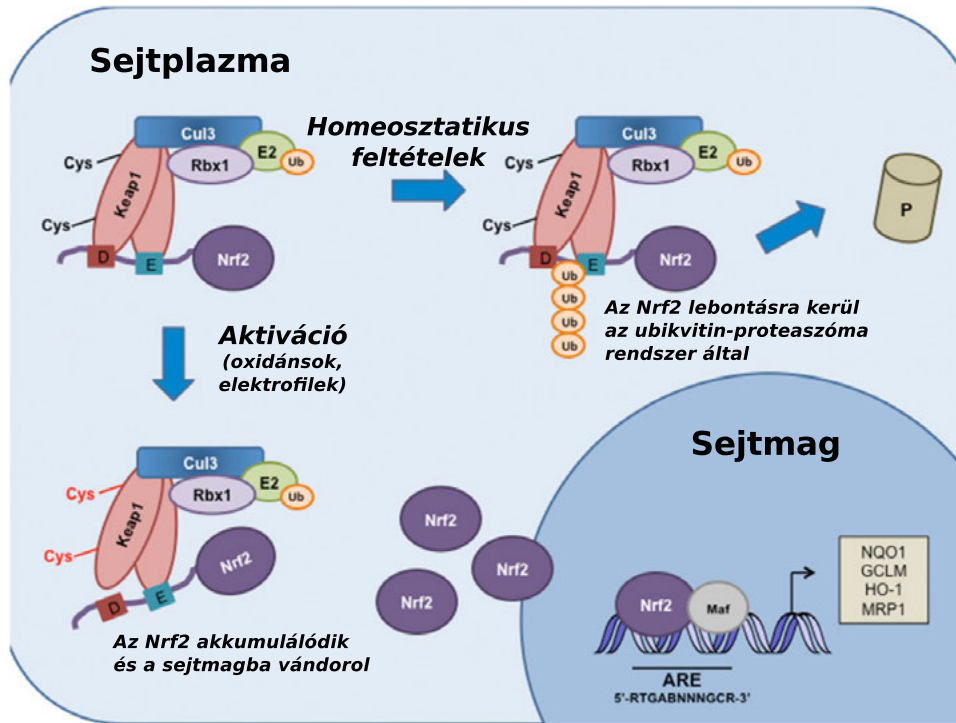 Sejtplazma
Cul3
Rbx1
E2
Ub
Cys
Cys
Keap1
D
E
Nrf2
Homeosztatikus
feltételek
Cul3
Rbx1
E2
Ub
Cys
Cys
Keap1
D
E
Nrf2
Ub
Ub
Ub
Ub
P
Az Nrf2 lebontásra kerül
az ubikvitin-proteaszóma
rendszer által
Aktiváció
(oxidánsok,
elektrofilek)
Cul3
Rbx1
E2
Ub
Cys
Cys
Keap1
D
E
Nrf2
Az Nrf2 akkumulálódik
és a sejtmagba vándorol
Nrf2
Nrf2
Nrf2
Sejtmag
Nrf2
Maf
NQO1
GCLM
HO-1
MRP1
ARE
5'-RTGABNNNGCR-3'